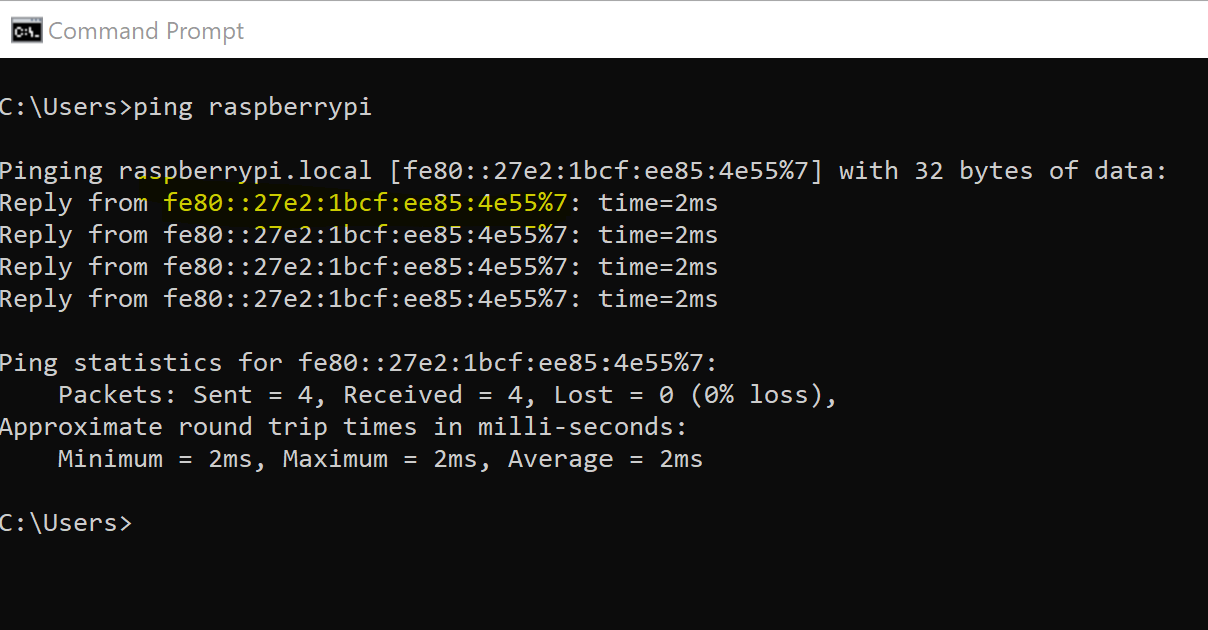 C:\. Command Prompt
C:\Users>ping raspberrypi
Pinging raspberrypi.local [fe80::27e2:1bcf:ee85:4e55%7] with 32 bytes of data:
Reply from fe80::27e2:1bcf:ee85:4e55%7: time=2ms
Reply from fe80::27e2:1bcf:ee85:4e55%7: time=2ms
Reply from fe80::27e2:1bcf:ee85:4e55%7: time=2ms
Reply from fe80::27e2:1bcf:ee85:4e55%7: time=2ms
Ping statistics for fe80::27e2:1bcf:ee85:4e55%7:
    Packets: Sent = 4, Received = 4, Lost = 0 (0% loss),
Approximate round trip times in milli-seconds:
    Minimum = 2ms, Maximum = 2ms, Average = 2ms
C:\Users>